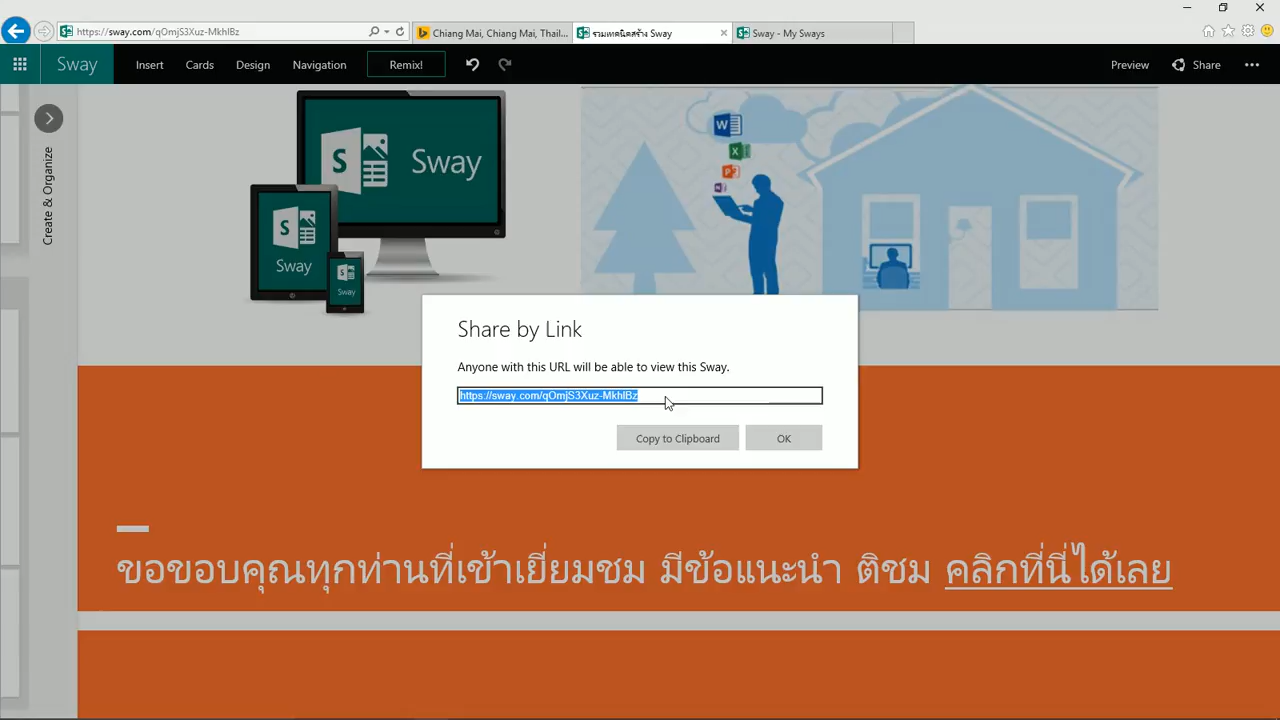 https://sway.com/qOmjS3Xuz-MkhlBz
Chiang Mai, Chiang Mai, Thail...
รวมเทคนิคสร้าง Sway
Sway - My Sways
Sway
Insert
Cards
Design
Navigation
Remix!
Preview
Share
Create & Organize
Sway
Sway
Sway
Share by Link
Anyone with this URL will be able to view this Sway.
https://sway.com/qOmjS3Xuz-MkhlBz
Copy to Clipboard
OK
ขอขอบคุณทุกท่านที่เข้าเยี่ยมชม มีข้อแนะนำ ติชม คลิกที่นี่ได้เลย